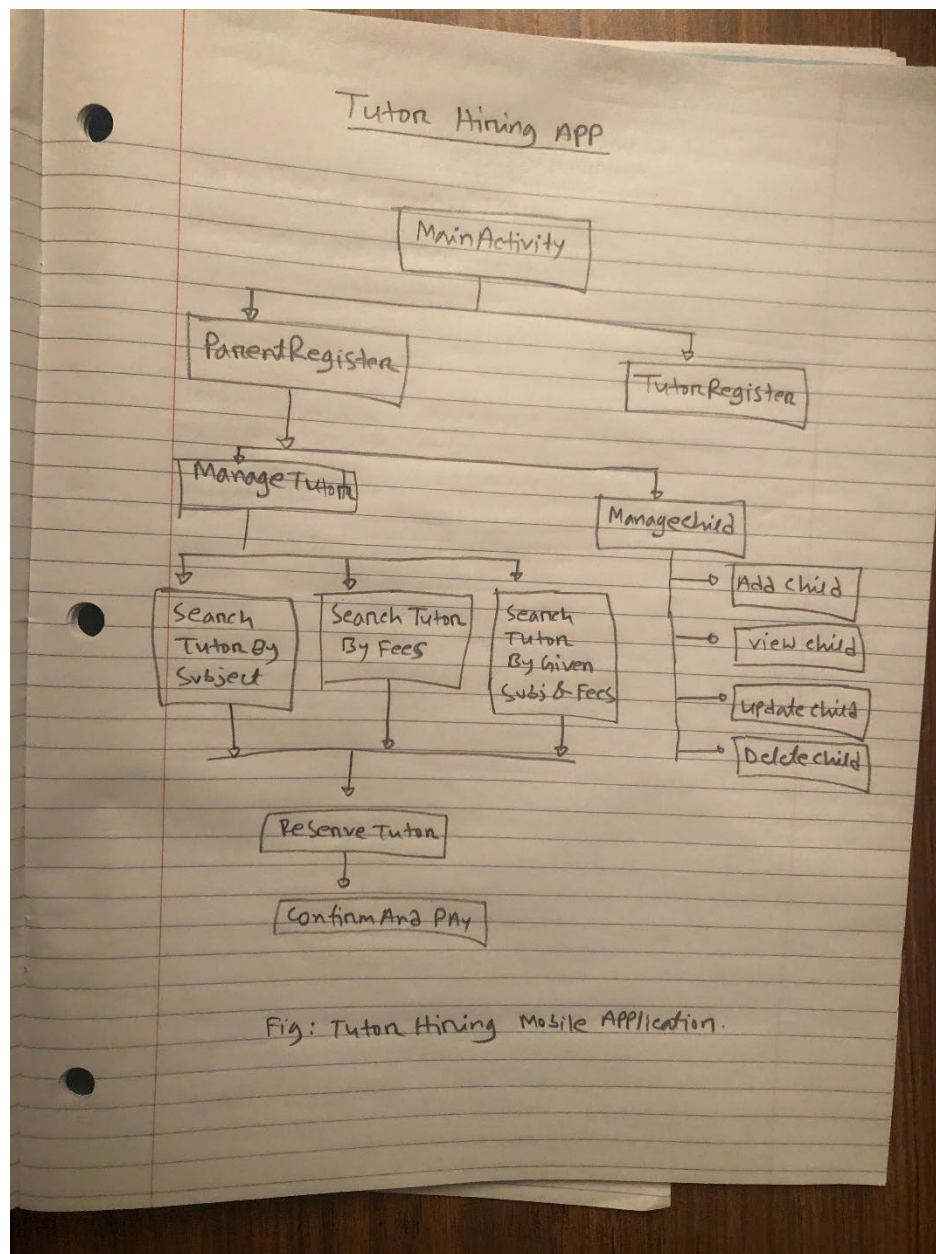 Tutor Hiring APP
MainActivity
ParentRegister
TutorRegister
Manage Tutor
Managechild
Search
Tutor By
Subject
Search Tutor
By Fees
Search
Tutor
By Given
Subj & Fees
Add child
view child
update child
Delete child
Reserve Tutor
Confirm And PAy
Fig: Tutor Hiring Mobile APPlication.